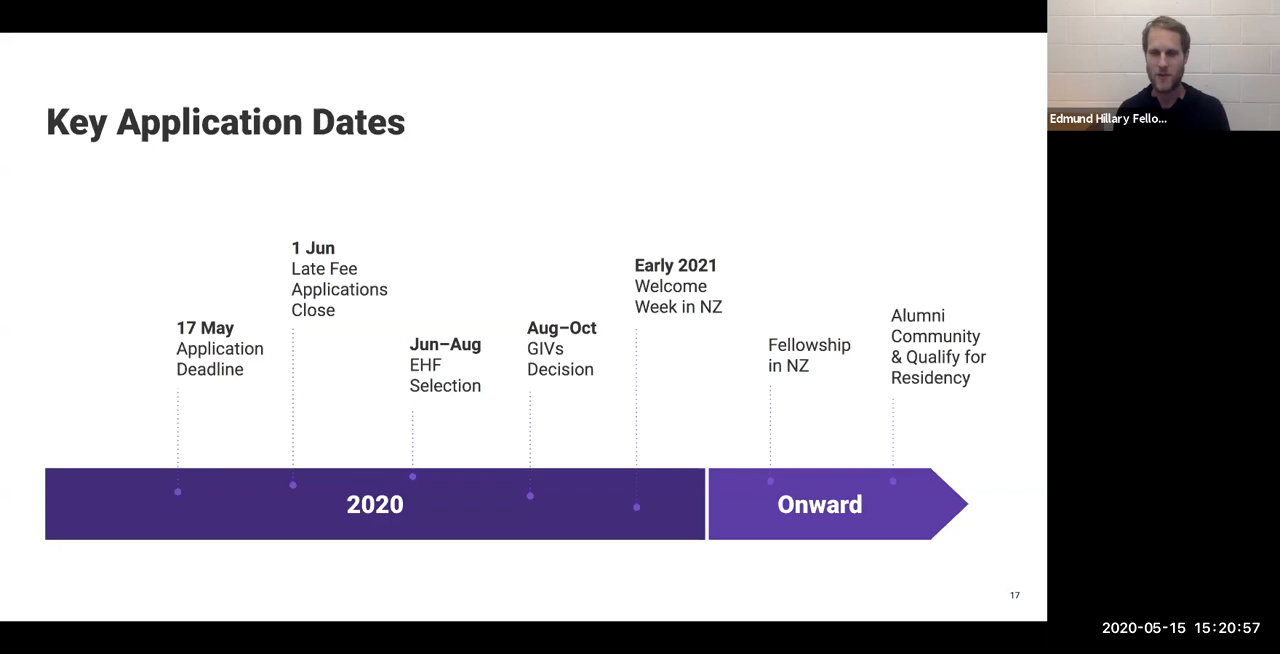 Key Application Dates
1 Jun
Late Fee
Applications
Close
17 May
Application
Deadline
Jun–Aug
EHF
Selection
Aug–Oct
GIVs
Decision
Early 2021
Welcome
Week in NZ
Fellowship
in NZ
Alumni
Community
& Qualify for
Residency
2020
Onward
17
Edmund Hillary Fello...
2020-05-15 15:20:57